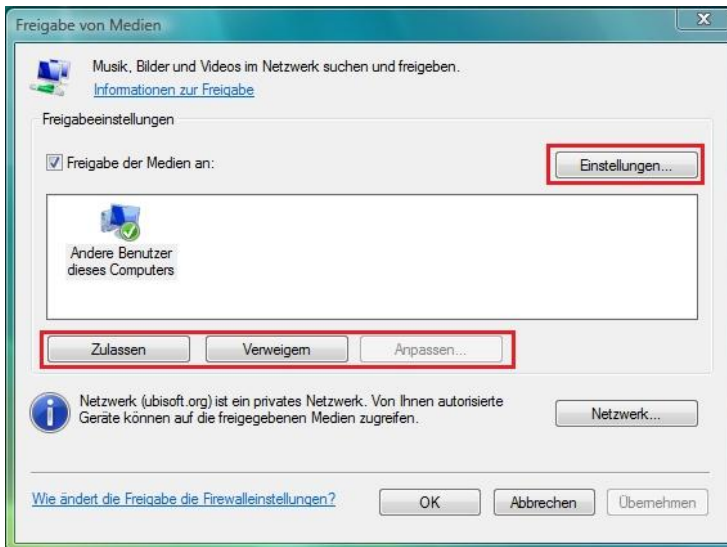 Freigabe von Medien
Musik, Bilder und Videos im Netzwerk suchen und freigeben.
Informationen zur Freigabe
Freigabeeinstellungen
Freigabe der Medien an:
Einstellungen...
Andere Benutzer
dieses Computers
Zulassen
Verweigern
Anpassen...
Netzwerk (ubisoft.org) ist ein privates Netzwerk. Von Ihnen autorisierte
Geräte können auf die freigegebenen Medien zugreifen.
Netzwerk...
Wie ändert die Freigabe die Firewalleinstellungen?
OK
Abbrechen
Übernehmen